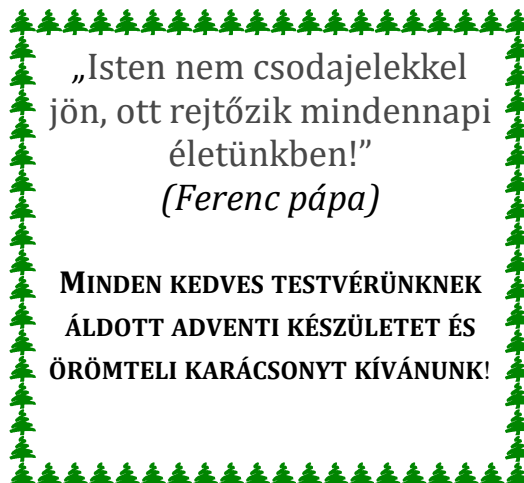 „Isten nem csodajelekkel
jön, ott rejtőzik mindennapi
életünkben!”
(Ferenc pápa)
MINDEN KEDVES TESTVÉRÜNKNEK
ÁLDOTT ADVENTI KÉSZÜLETET ÉS
ÖRÖMTELI KARÁCSONYT KÍVÁNUNK!